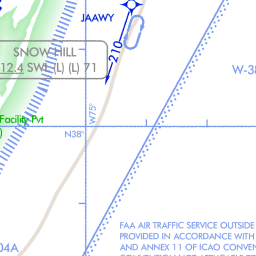 JAAWY
210
SNOW HILL
12.4 SWL (L) (L) 71
W-38
W75°
Facility Pvt
)
N38°
FAA AIR TRAFFIC SERVICE OUTSIDE
PROVIDED IN ACCORDANCE WITH
AND ANNEX 11 OF ICAO CONVEN
04A